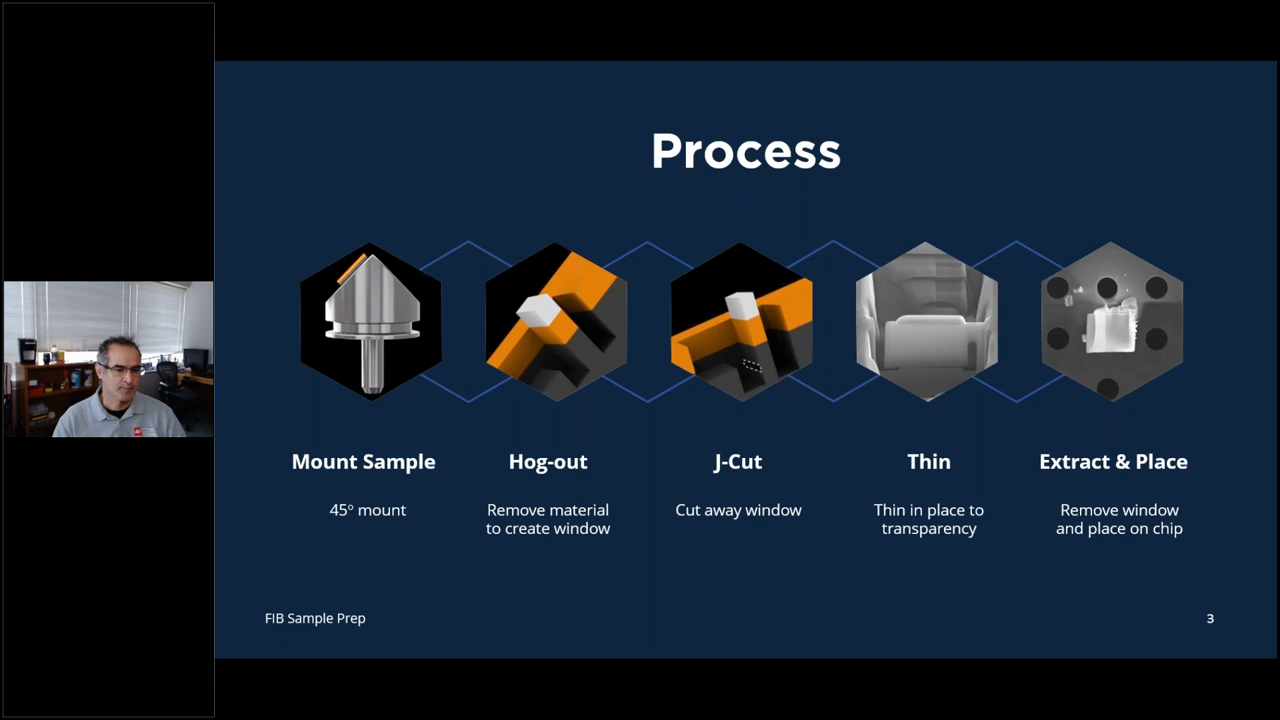 Process
Mount Sample
45° mount
Hog-out
Remove material
to create window
J-Cut
Cut away window
Thin
Thin in place to
transparency
Extract & Place
Remove window
and place on chip
FIB Sample Prep
3